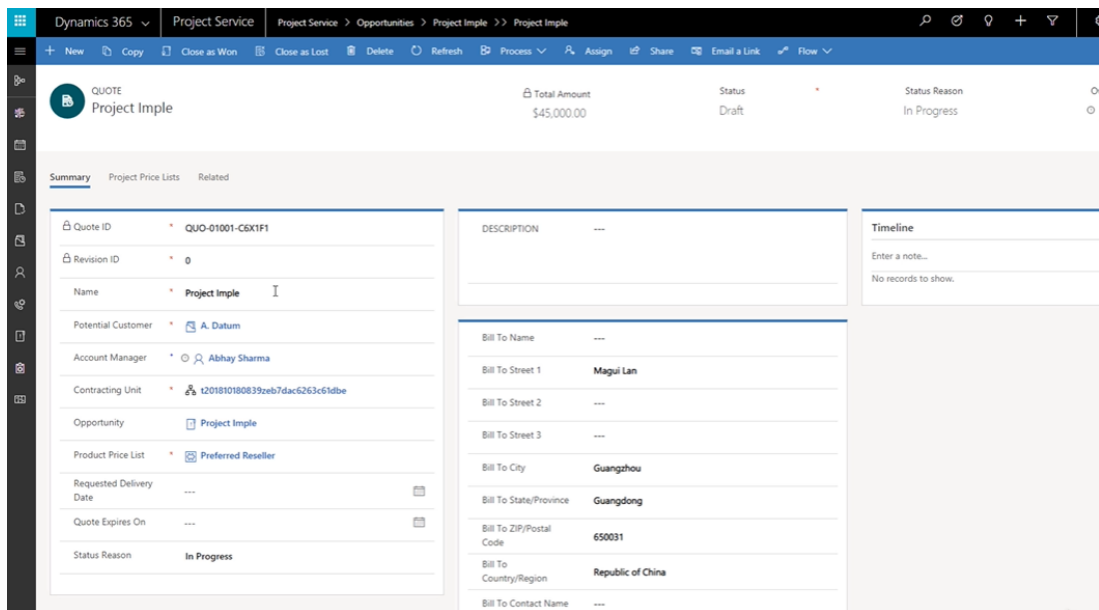 Dynamics 365 Project Service Project Service > Opportunities > Project Imple >> Project Imple
New Copy Close as Won Close as Lost Delete Refresh Process Assign Share Email a Link Flow
QUOTE
Project Imple
Total Amount
$45,000.00
Status *
Draft
Status Reason
In Progress
Summary Project Price Lists Related
Quote ID * QUO-01001-C6X1F1
Revision ID * 0
Name * Project Imple
Potential Customer * A. Datum
Account Manager * Abhay Sharma
Contracting Unit * t201810180839zeb7dac6263c61dbe
Opportunity Project Imple
Product Price List * Preferred Reseller
Requested Delivery
Date ---
Quote Expires On ---
Status Reason In Progress
DESCRIPTION ---
Bill To Name ---
Bill To Street 1 Magui Lan
Bill To Street 2 ---
Bill To Street 3 ---
Bill To City Guangzhou
Bill To State/Province Guangdong
Bill To ZIP/Postal
Code 650031
Bill To
Country/Region Republic of China
Bill To Contact Name ---
Timeline
Enter a note...
No records to show.